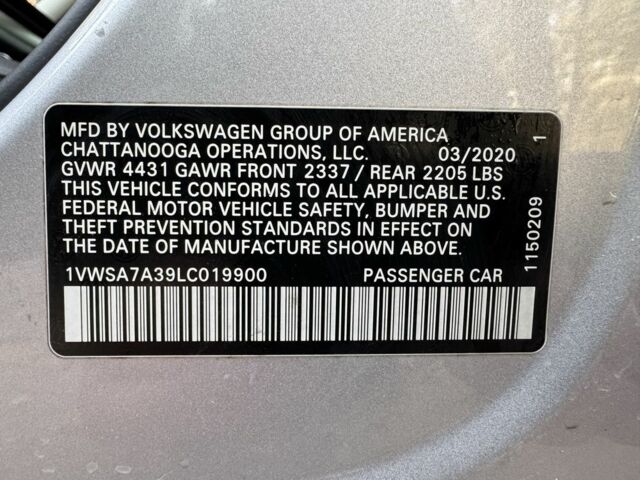 MFD BY VOLKSWAGEN GROUP OF AMERICA
CHATTANOOGA OPERATIONS, LLC. 03/2020
GVWR 4431 GAWR FRONT 2337 / REAR 2205 LBS
THIS VEHICLE CONFORMS TO ALL APPLICABLE U.S.
FEDERAL MOTOR VEHICLE SAFETY, BUMPER AND
THEFT PREVENTION STANDARDS IN EFFECT ON
THE DATE OF MANUFACTURE SHOWN ABOVE.
1VWSA7A39LC019900 PASSENGER CAR
1150209 1